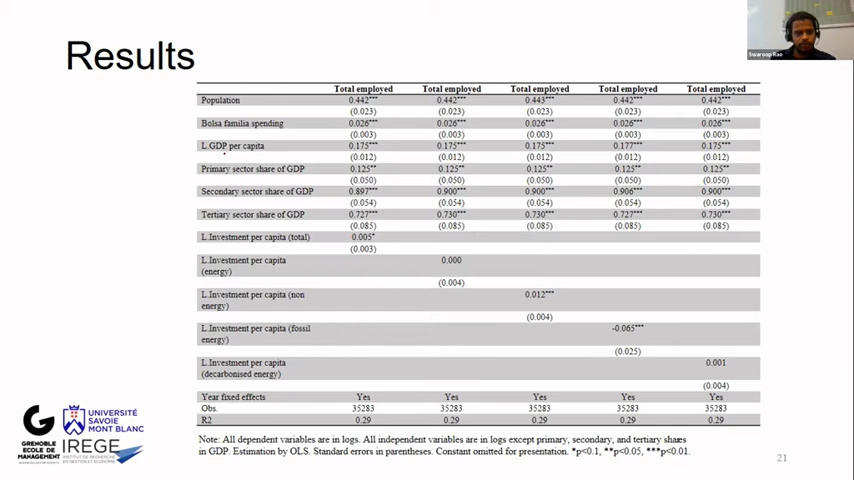 Swaroop Rao
Results
Total employed Total employed Total employed Total employed Total employed
Population 0.442*** 0.442*** 0.443*** 0.442*** 0.442***
(0.023) (0.023) (0.023) (0.023) (0.023)
Bolsa familia spending 0.026*** 0.026*** 0.026*** 0.026*** 0.026***
(0.003) (0.003) (0.003) (0.003) (0.003)
L.GDP per capita 0.175*** 0.175*** 0.175*** 0.177*** 0.175***
(0.012) (0.012) (0.012) (0.012) (0.012)
Primary sector share of GDP 0.125** 0.125** 0.125** 0.125** 0.125**
(0.050) (0.050) (0.050) (0.050) (0.050)
Secondary sector share of GDP 0.897*** 0.900*** 0.900*** 0.906*** 0.900***
(0.054) (0.054) (0.054) (0.054) (0.054)
Tertiary sector share of GDP 0.727*** 0.730*** 0.730*** 0.727*** 0.730***
(0.085) (0.085) (0.085) (0.085) (0.085)
L.Investment per capita (total) 0.005*
(0.003)
L.Investment per capita 0.000
(energy)
(0.004)
L.Investment per capita (non 0.012***
energy)
(0.004)
L.Investment per capita (fossil -0.065***
energy)
(0.025)
L.Investment per capita 0.001
(decarbonised energy)
(0.004)
Year fixed effects Yes Yes Yes Yes Yes
Obs. 35283 35283 35283 35283 35283
R2 0.29 0.29 0.29 0.29 0.29
Note: All dependent variables are in logs. All independent variables are in logs except primary, secondary, and tertiary shares
in GDP. Estimation by OLS. Standard errors in parentheses. Constant omitted for presentation. *p<0.1, **p<0.05, ***p<0.01.
GRENOBLE
ECOLE DE
MANAGEMENT
UNIVERSITÉ
SAVOIE
MONT BLANC
IREGE
21